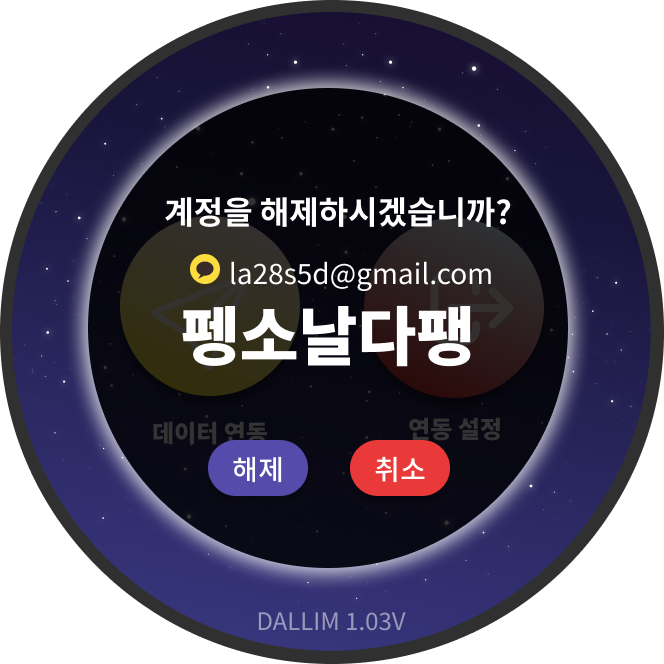 계정을 해제하시겠습니까?
la28s5d@gmail.com
펭소날다팽
데이터 연동 연동 설정
해제 취소
DALLIM 1.03V